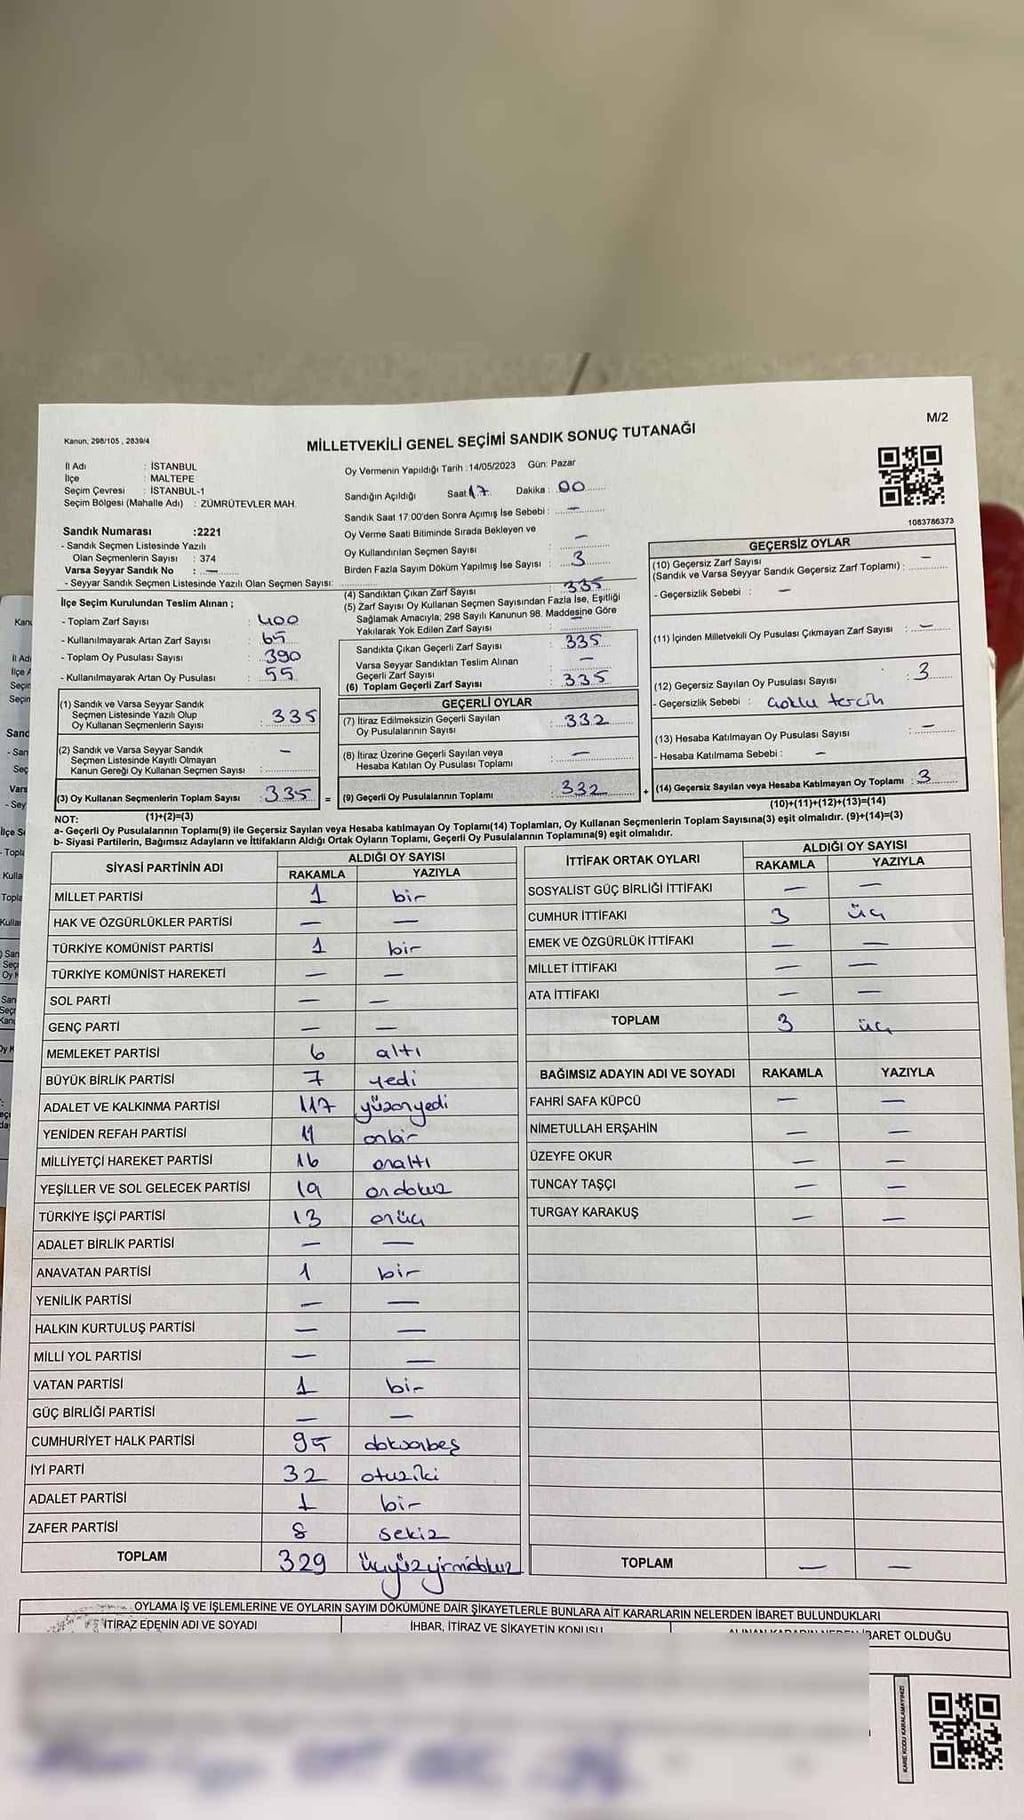 M/2
Kanun, 298/105 , 2839/4
MİLLETVEKİLİ GENEL SEÇİMİ SANDIK SONUÇ TUTANAĞI
İl Adı : İSTANBUL
İlçe : MALTEPE
Seçim Çevresi : İSTANBUL-1
Seçim Bölgesi (Mahalle Adı) : ZÜMRÜTEVLER MAH.
Sandık Numarası :2221
- Sandık Seçmen Listesinde Yazılı
Olan Seçmenlerin Sayısı : 374
Varsa Seyyar Sandık No : —
- Seyyar Sandık Seçmen Listesinde Yazılı Olan Seçmen Sayısı:
İlçe Seçim Kurulundan Teslim Alınan ;
- Toplam Zarf Sayısı : 400
- Kullanılmayarak Artan Zarf Sayısı : 65
- Toplam Oy Pusulası Sayısı : 390
- Kullanılmayarak Artan Oy Pusulası : 55
(1) Sandık ve Varsa Seyyar Sandık
Seçmen Listesinde Yazılı Olup
Oy Kullanan Seçmenlerin Sayısı : 335
(2) Sandık ve Varsa Seyyar Sandık
Seçmen Listesinde Kayıtlı Olmayan
Kanun Gereği Oy Kullanan Seçmen Sayısı : —
(3) Oy Kullanan Seçmenlerin Toplam Sayısı : 335 =
(1)+(2)=(3)
Oy Vermenin Yapıldığı Tarih :14/05/2023 Gün: Pazar
Sandığın Açıldığı Saat 17 Dakika : 00
Sandık Saat 17:00'den Sonra Açımış İse Sebebi : —
Oy Verme Saati Bitiminde Sırada Bekleyen ve
Oy Kullandırılan Seçmen Sayısı : —
Birden Fazla Sayım Döküm Yapılmış İse Sayısı : 3
(4) Sandıktan Çıkan Zarf Sayısı : 335
(5) Zarf Sayısı Oy Kullanan Seçmen Sayısından Fazla İse, Eşitliği
Sağlamak Amacıyla; 298 Sayılı Kanunun 98. Maddesine Göre
Yakılarak Yok Edilen Zarf Sayısı : —
Sandıkta Çıkan Geçerli Zarf Sayısı : 335
Varsa Seyyar Sandıktan Teslim Alınan
Geçerli Zarf Sayısı : —
(6) Toplam Geçerli Zarf Sayısı : 335
GEÇERLİ OYLAR
(7) İtiraz Edilmeksizin Geçerli Sayılan
Oy Pusulalarının Sayısı : 332
(8) İtiraz Üzerine Geçerli Sayılan veya
Hesaba Katılan Oy Pusulası Toplamı : —
(9) Geçerli Oy Pusulalarının Toplamı : 332 +
1083786373
GEÇERSİZ OYLAR
(10) Geçersiz Zarf Sayısı
(Sandık ve Varsa Seyyar Sandık Geçersiz Zarf Toplamı) : —
- Geçersizlik Sebebi : —
(11) İçinden Milletvekili Oy Pusulası Çıkmayan Zarf Sayısı : —
(12) Geçersiz Sayılan Oy Pusulası Sayısı : 3
- Geçersizlik Sebebi : çoklu tercih
(13) Hesaba Katılmayan Oy Pusulası Sayısı : —
- Hesaba Katılmama Sebebi : —
(14) Geçersiz Sayılan veya Hesaba Katılmayan Oy Toplamı : 3
(10)+(11)+(12)+(13)=(14)
NOT:
a- Geçerli Oy Pusulalarının Toplamı(9) ile Geçersiz Sayılan veya Hesaba katılmayan Oy Toplamı(14) Toplamları, Oy Kullanan Seçmenlerin Toplam Sayısına(3) eşit olmalıdır. (9)+(14)=(3)
b- Siyasi Partilerin, Bağımsız Adayların ve İttifakların Aldığı Ortak Oyların Toplamı, Geçerli Oy Pusulalarının Toplamına(9) eşit olmalıdır.
SİYASİ PARTİNİN ADI ALDIĞI OY SAYISI
RAKAMLA YAZIYLA
MİLLET PARTİSİ 1 bir
HAK VE ÖZGÜRLÜKLER PARTİSİ — —
TÜRKİYE KOMÜNİST PARTİSİ 1 bir
TÜRKİYE KOMÜNİST HAREKETİ — —
SOL PARTİ — —
GENÇ PARTİ — —
MEMLEKET PARTİSİ 6 altı
BÜYÜK BİRLİK PARTİSİ 7 yedi
ADALET VE KALKINMA PARTİSİ 117 yüzonyedi
YENİDEN REFAH PARTİSİ 11 onbir
MİLLİYETÇİ HAREKET PARTİSİ 16 onaltı
YEŞİLLER VE SOL GELECEK PARTİSİ 19 ondokuz
TÜRKİYE İŞÇİ PARTİSİ 13 onüç
ADALET BİRLİK PARTİSİ — —
ANAVATAN PARTİSİ 1 bir
YENİLİK PARTİSİ — —
HALKIN KURTULUŞ PARTİSİ — —
MİLLİ YOL PARTİSİ — —
VATAN PARTİSİ 1 bir
GÜÇ BİRLİĞİ PARTİSİ — —
CUMHURİYET HALK PARTİSİ 95 doksanbeş
İYİ PARTİ 32 otuziki
ADALET PARTİSİ 1 bir
ZAFER PARTİSİ 8 sekiz
TOPLAM 329 üçyüzyirmidokuz
İTTİFAK ORTAK OYLARI ALDIĞI OY SAYISI
RAKAMLA YAZIYLA
SOSYALİST GÜÇ BİRLİĞİ İTTİFAKI — —
CUMHUR İTTİFAKI 3 üç
EMEK VE ÖZGÜRLÜK İTTİFAKI — —
MİLLET İTTİFAKI — —
ATA İTTİFAKI — —
TOPLAM 3 üç
BAĞIMSIZ ADAYIN ADI VE SOYADI RAKAMLA YAZIYLA
FAHRİ SAFA KÜPCÜ — —
NİMETULLAH ERŞAHİN — —
ÜZEYFE OKUR — —
TUNCAY TAŞÇI — —
TURGAY KARAKUŞ — —
TOPLAM — —
OYLAMA İŞ VE İŞLEMLERİNE VE OYLARIN SAYIM DÖKÜMÜNE DAİR ŞİKAYETLERLE BUNLARA AİT KARARLARIN NELERDEN İBARET BULUNDUKLARI
İTİRAZ EDENİN ADI VE SOYADI İHBAR, İTİRAZ VE ŞİKAYETİN KONUSU ALINAN KARARIN NEDEN İBARET OLDUĞU
KARE KODU KARALAMAYINIZ!